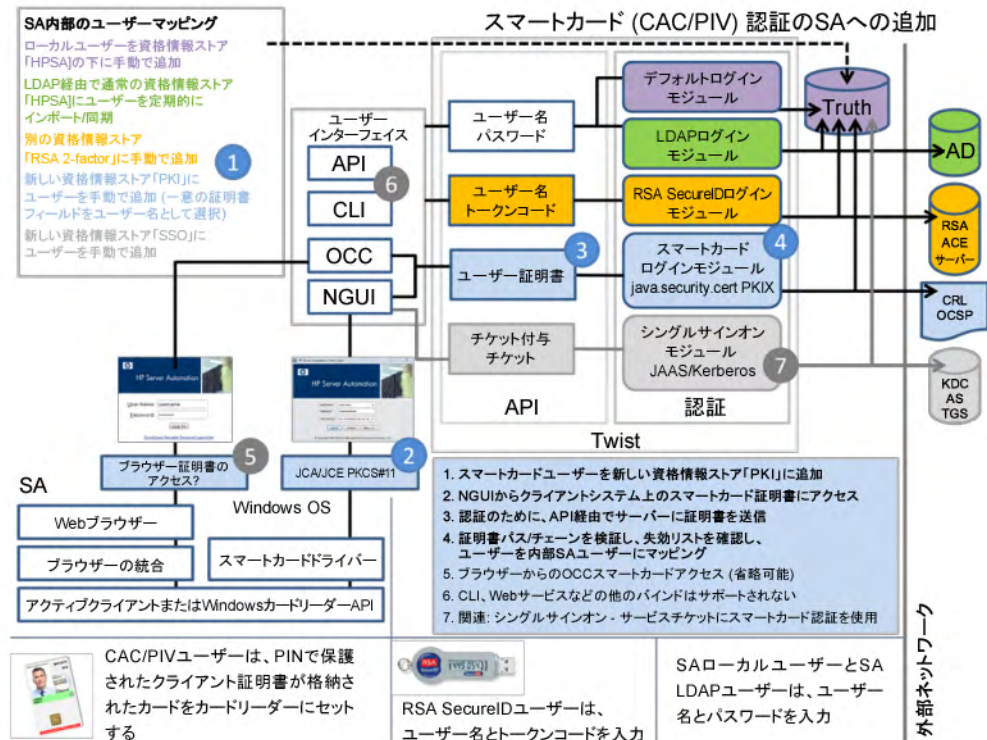 スマートカード (CAC/PIV) 認証のSAへの追加
SA内部のユーザーマッピング
ローカルユーザーを資格情報ストア
「HPSA]の下に手動で追加
LDAP経由で通常の資格情報ストア
「HPSA]にユーザーを定期的に
インポート/同期
別の資格情報ストア
「RSA 2-factor」に手動で追加
新しい資格情報ストア「PKI」に
ユーザーを手動で追加 (一意の証明書
フィールドをユーザー名として選択)
新しい資格情報ストア「SSO」に
ユーザーを手動で追加
1
ユーザー
インターフェイス
API
6
CLI
OCC
NGUI
ユーザー名
パスワード
ユーザー名
トークンコード
3
ユーザー証明書
チケット付与
チケット
API
デフォルトログイン
モジュール
LDAPログイン
モジュール
RSA SecureIDログイン
モジュール
4
スマートカード
ログインモジュール
java.security.cert PKIX
シングルサインオン
モジュール
JAAS/Kerberos
7
認証
Twist
Truth
AD
RSA
ACE
サーバー
CRL
OCSP
KDC
AS
TGS
HP Server Automation
User Name:
Password:
HP Server Automation
5
ブラウザー証明書の
アクセス?
2
JCA/JCE PKCS#11
SA
Windows OS
Webブラウザー
ブラウザーの統合
スマートカードドライバー
アクティブクライアントまたはWindowsカードリーダーAPI
1. スマートカードユーザーを新しい資格情報ストア「PKI」に追加
2. NGUIからクライアントシステム上のスマートカード証明書にアクセス
3. 認証のために、API経由でサーバーに証明書を送信
4. 証明書パス/チェーンを検証し、失効リストを確認し、
ユーザーを内部SAユーザーにマッピング
5. ブラウザーからのOCCスマートカードアクセス (省略可能)
6. CLI、Webサービスなどの他のバインドはサポートされない
7. 関連: シングルサインオン - サービスチケットにスマートカード認証を使用
外部ネットワーク
CAC/PIVユーザーは、PINで保護
されたクライアント証明書が格納さ
れたカードをカードリーダーにセット
する
RSA
RSA SecureIDユーザーは、
ユーザー名とトークンコードを入力
SAローカルユーザーとSA
LDAPユーザーは、ユーザー
名とパスワードを入力